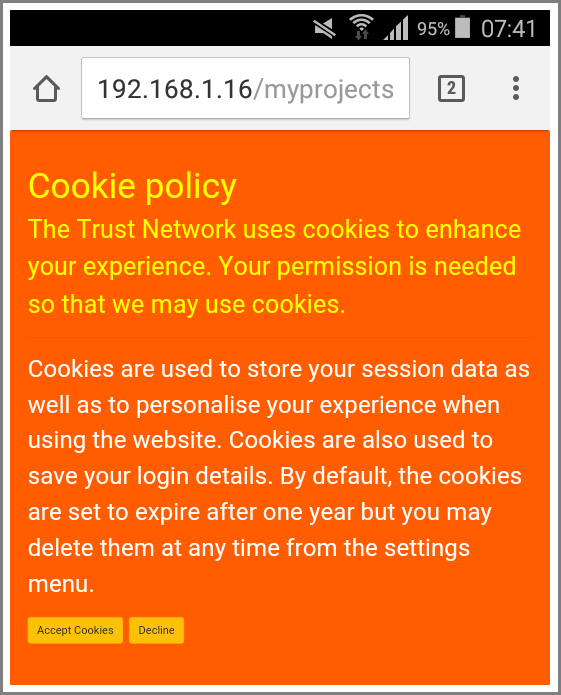 95% 07:41
192.168.1.16/myprojects 2
Cookie policy
The Trust Network uses cookies to enhance
your experience. Your permission is needed
so that we may use cookies.
Cookies are used to store your session data as
well as to personalise your experience when
using the website. Cookies are also used to
save your login details. By default, the cookies
are set to expire after one year but you may
delete them at any time from the settings
menu.
Accept Cookies Decline